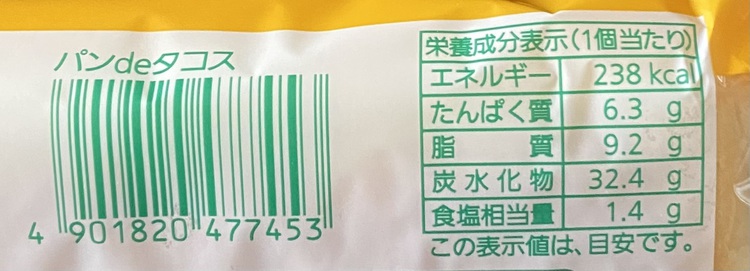 パンdeタコス
4 901820 477453
栄養成分表示(1個当たり)
エネルギー 238 kcal
たんぱく質 6.3 g
脂質 9.2 g
炭水化物 32.4 g
食塩相当量 1.4 g
この表示値は、目安です。